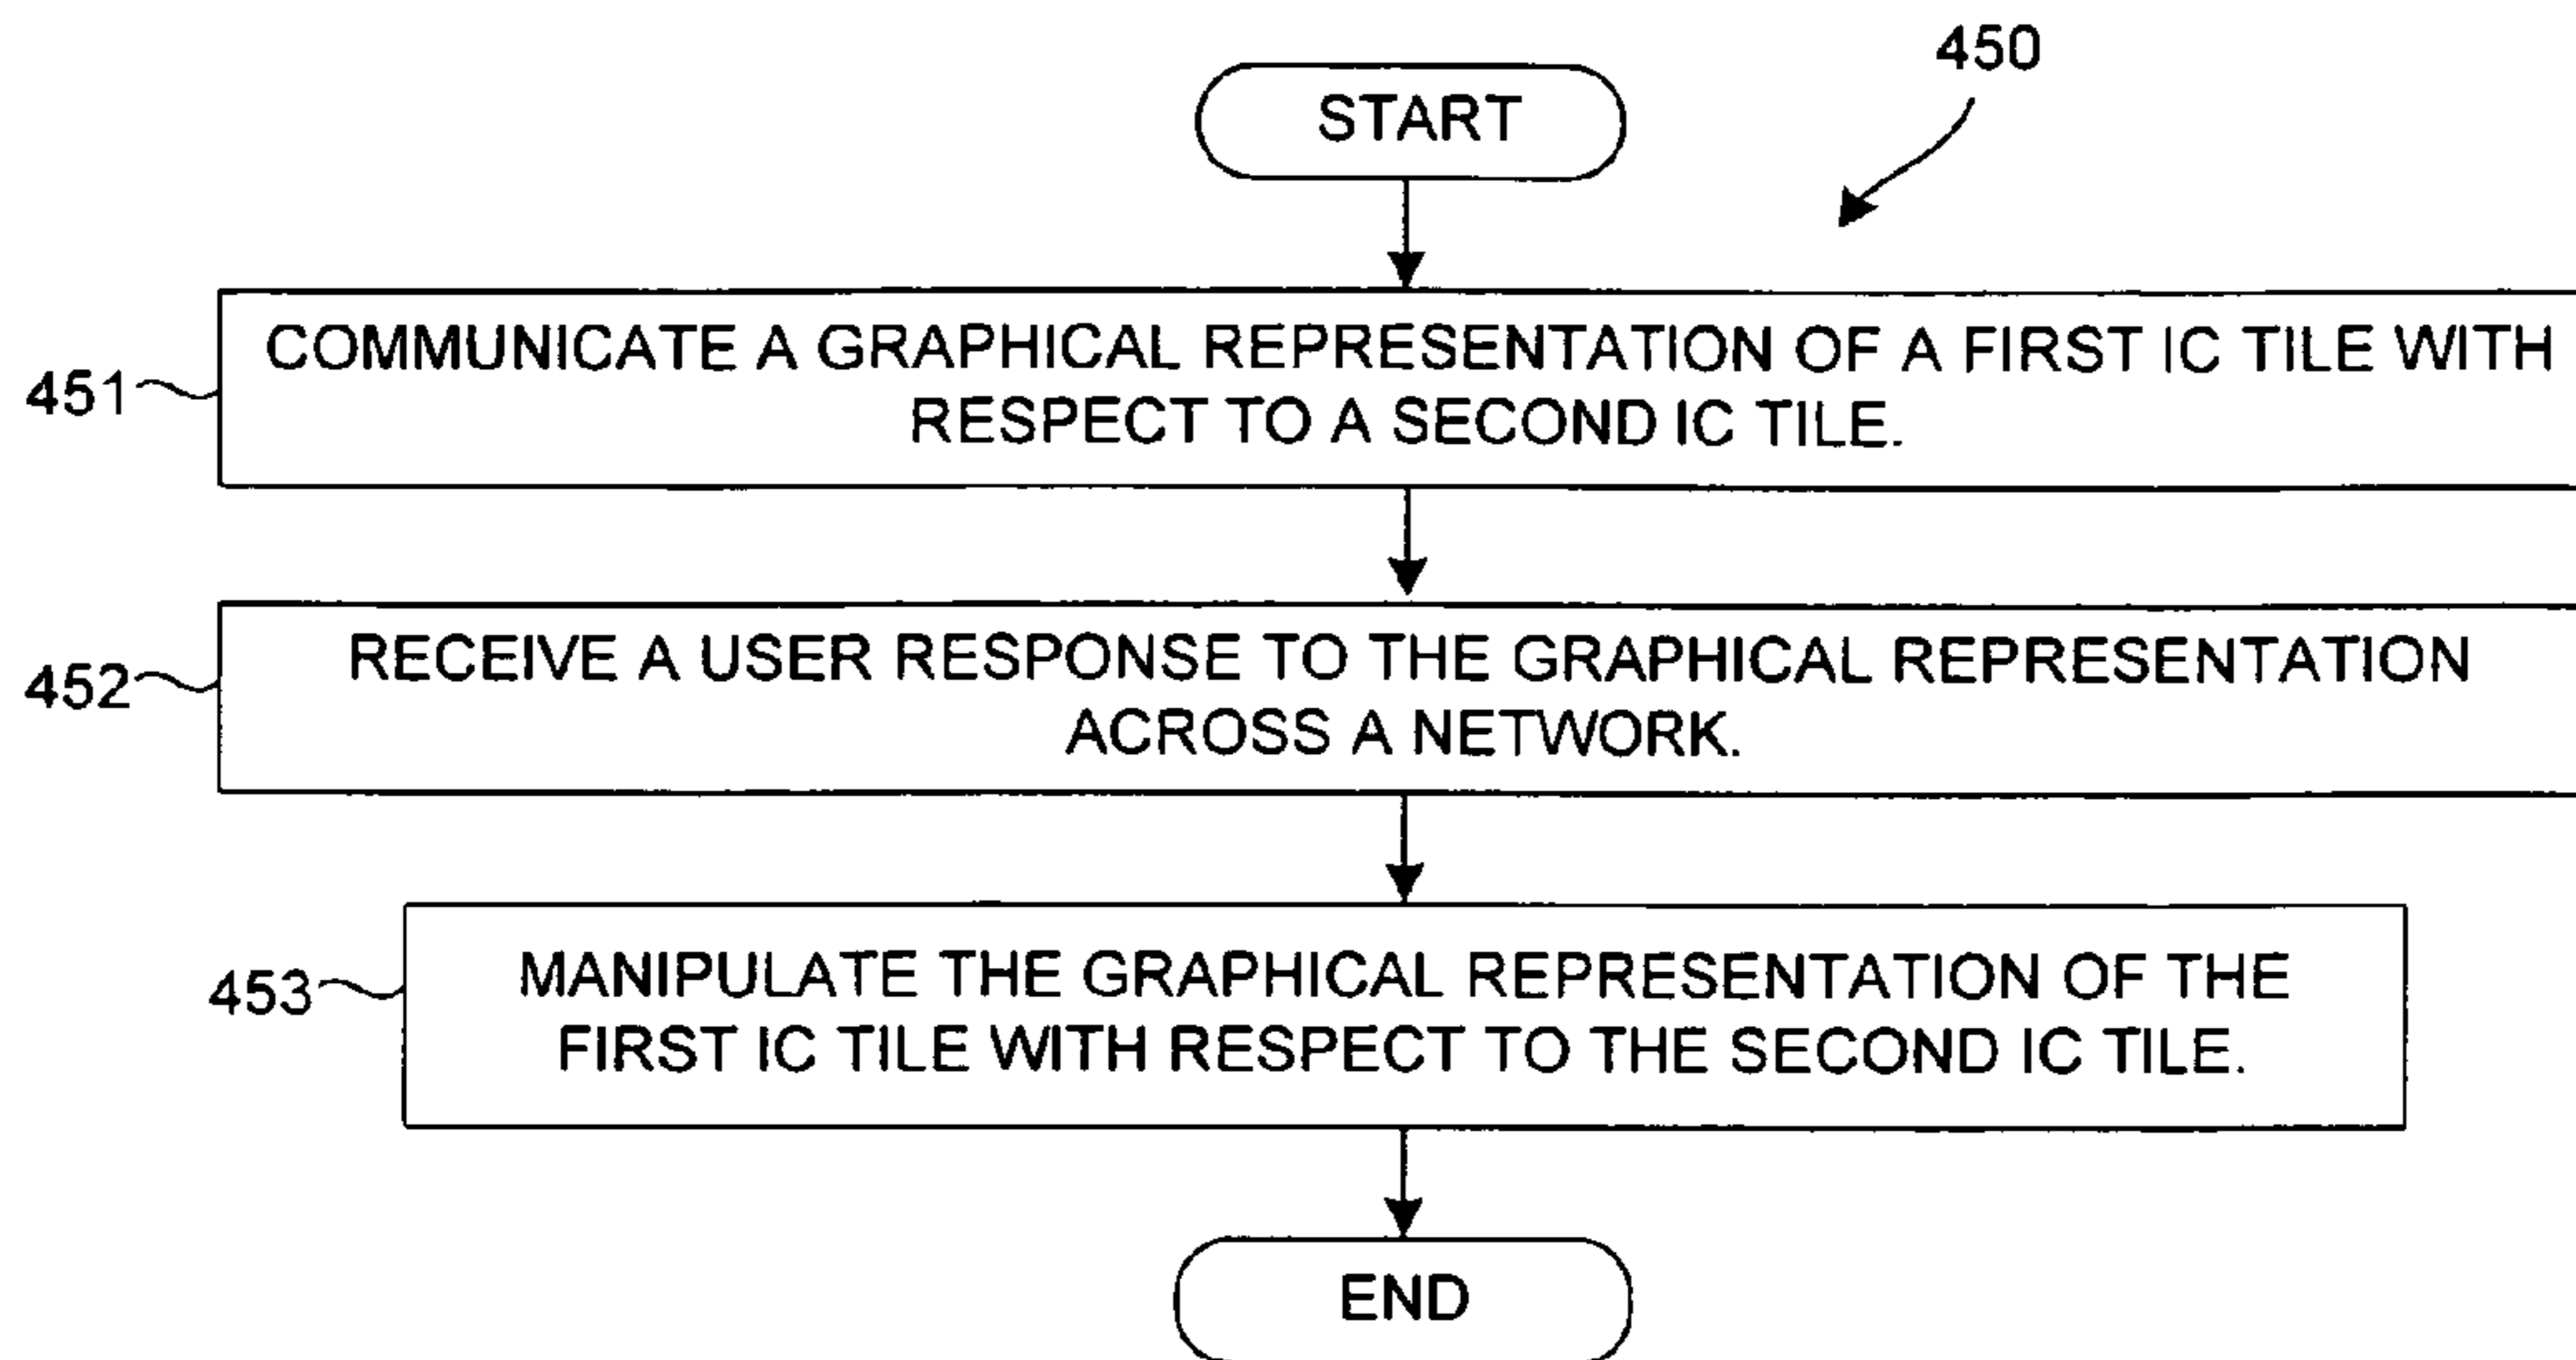 450
START
451
COMMUNICATE A GRAPHICAL REPRESENTATION OF A FIRST IC TILE WITH
RESPECT TO A SECOND IC TILE.
452
RECEIVE A USER RESPONSE TO THE GRAPHICAL REPRESENTATION
ACROSS A NETWORK.
453
MANIPULATE THE GRAPHICAL REPRESENTATION OF THE
FIRST IC TILE WITH RESPECT TO THE SECOND IC TILE.
END